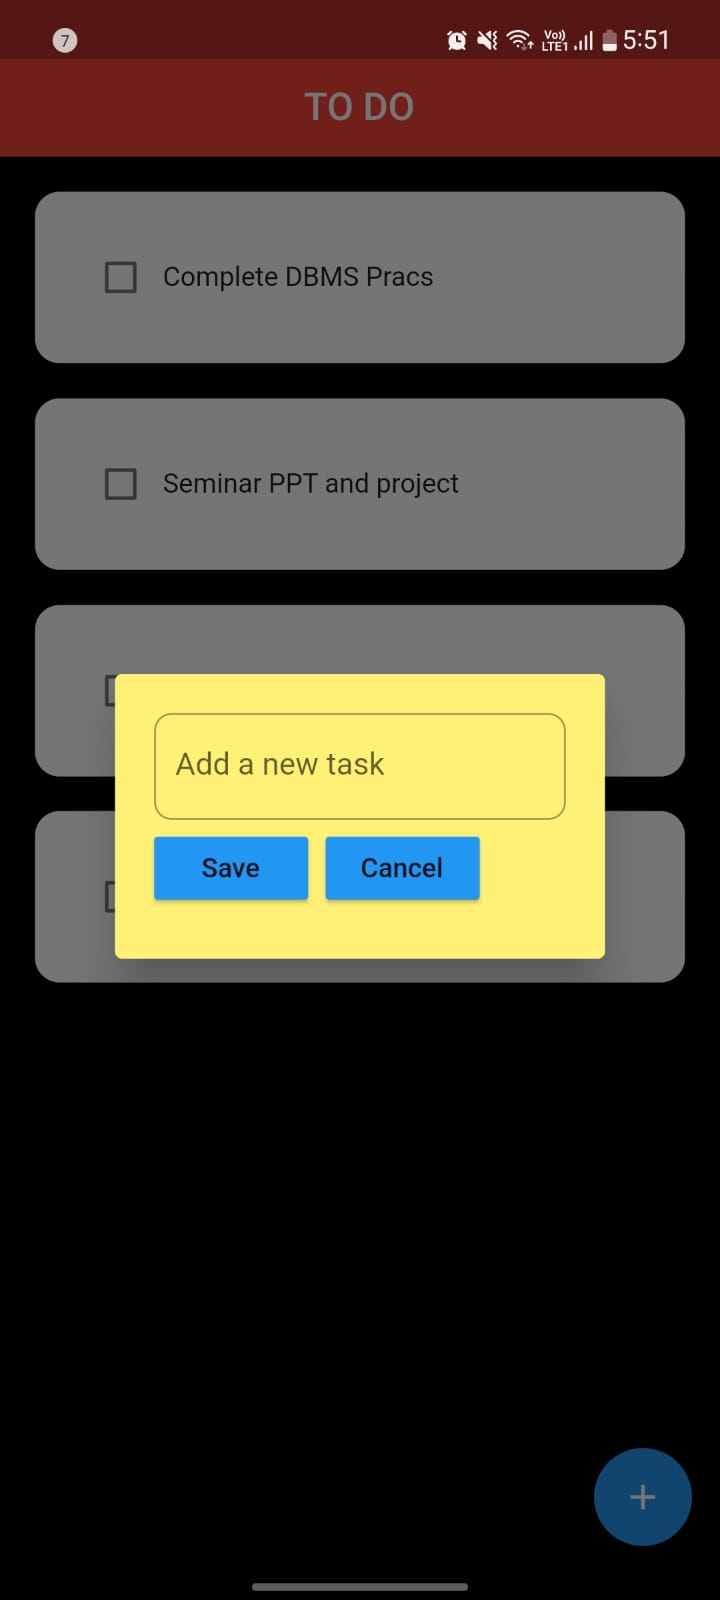 7
Vo)) LTE1 5:51
TO DO
Complete DBMS Pracs
Seminar PPT and project
Add a new task
Save Cancel
+